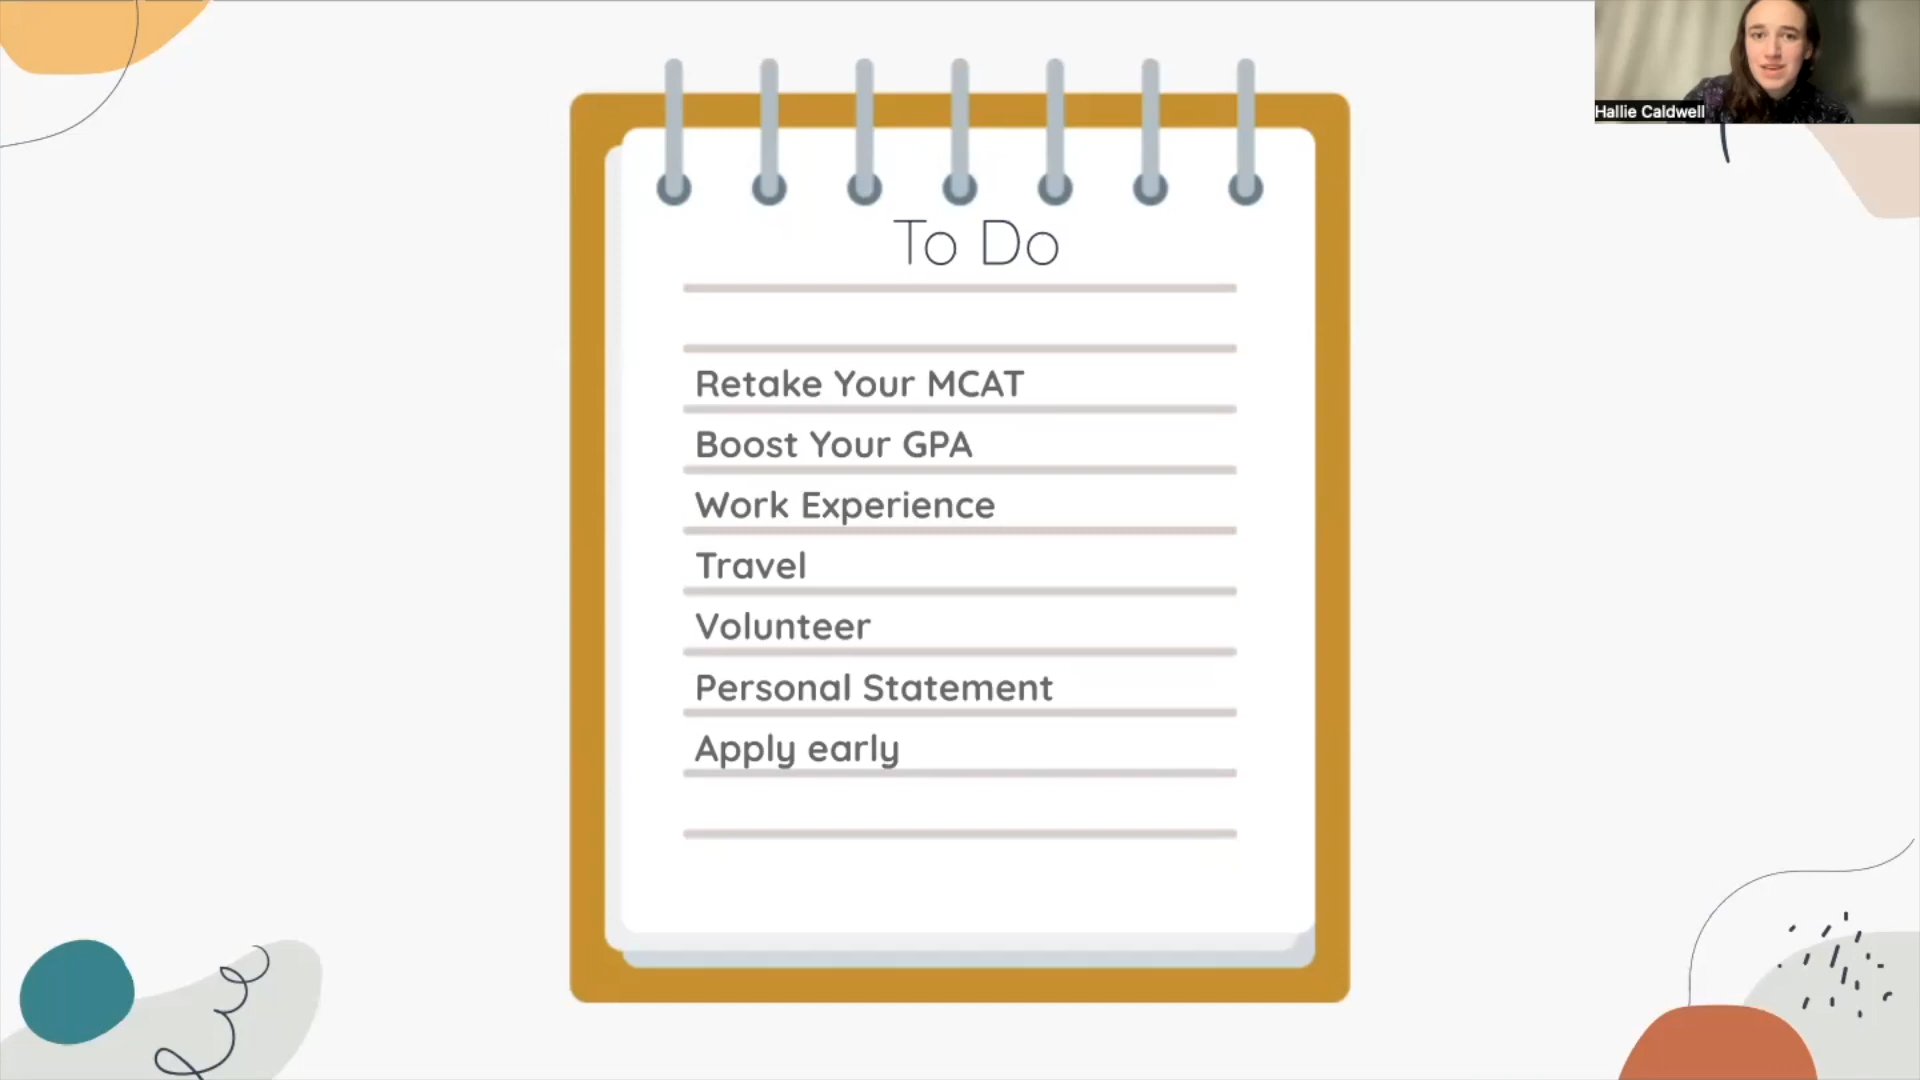 Hallie Caldwell
To Do
Retake Your MCAT
Boost Your GPA
Work Experience
Travel
Volunteer
Personal Statement
Apply early